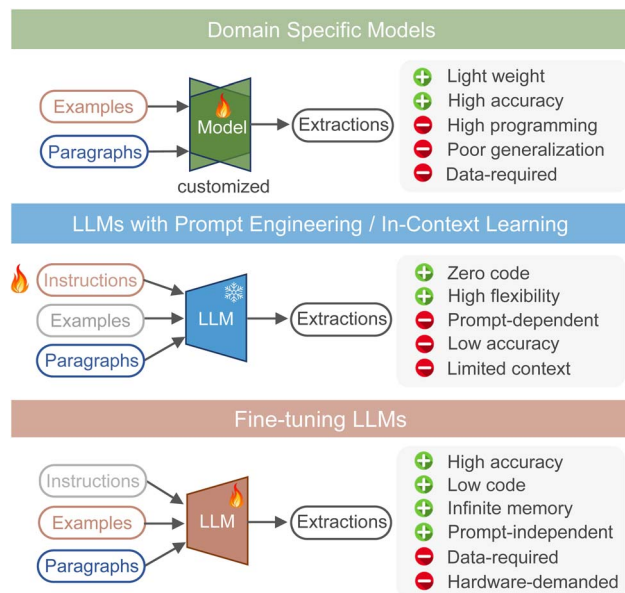 Domain Specific Models
Examples
Paragraphs
Model
customized
Extractions
Light weight
High accuracy
High programming
Poor generalization
Data-required
LLMs with Prompt Engineering / In-Context Learning
Instructions
Examples
Paragraphs
LLM
Extractions
Zero code
High flexibility
Prompt-dependent
Low accuracy
Limited context
Fine-tuning LLMs
Instructions
Examples
Paragraphs
LLM
Extractions
High accuracy
Low code
Infinite memory
Prompt-independent
Data-required
Hardware-demanded